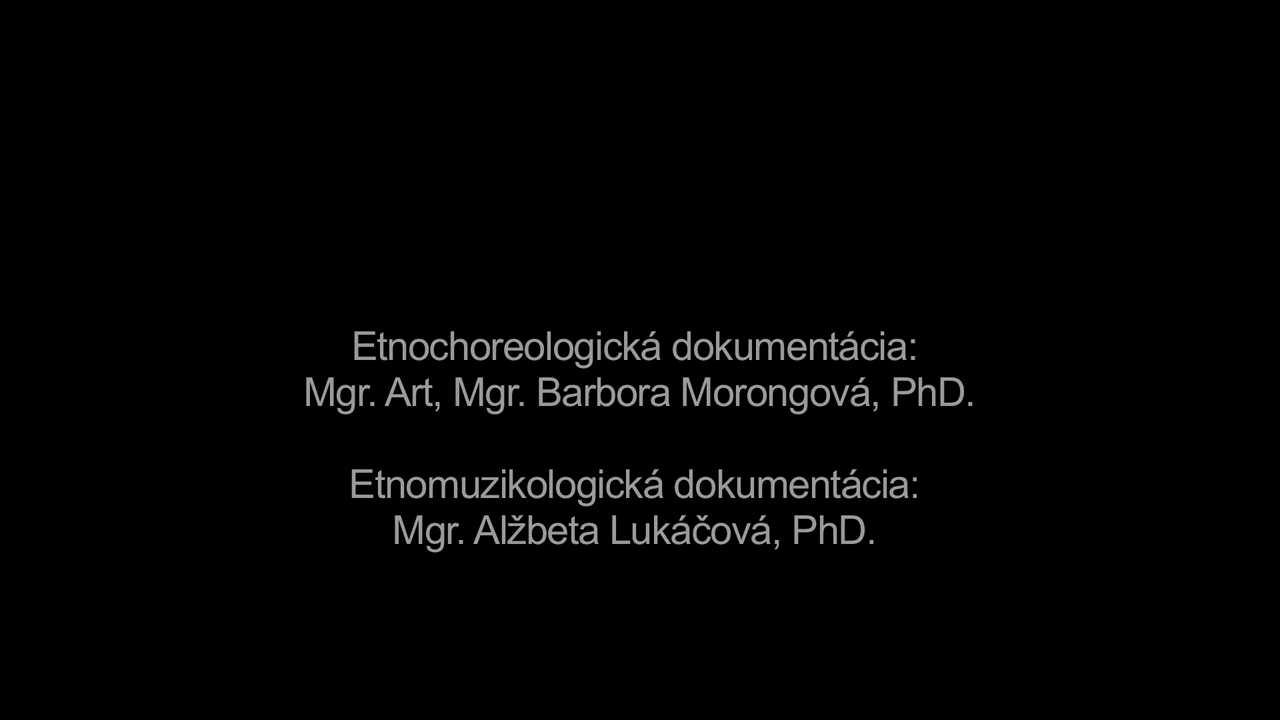 Etnochoreologická dokumentácia:
Mgr. Art, Mgr. Barbora Morongová, PhD.
Etnomuzikologická dokumentácia:
Mgr. Alžbeta Lukáčová, PhD.